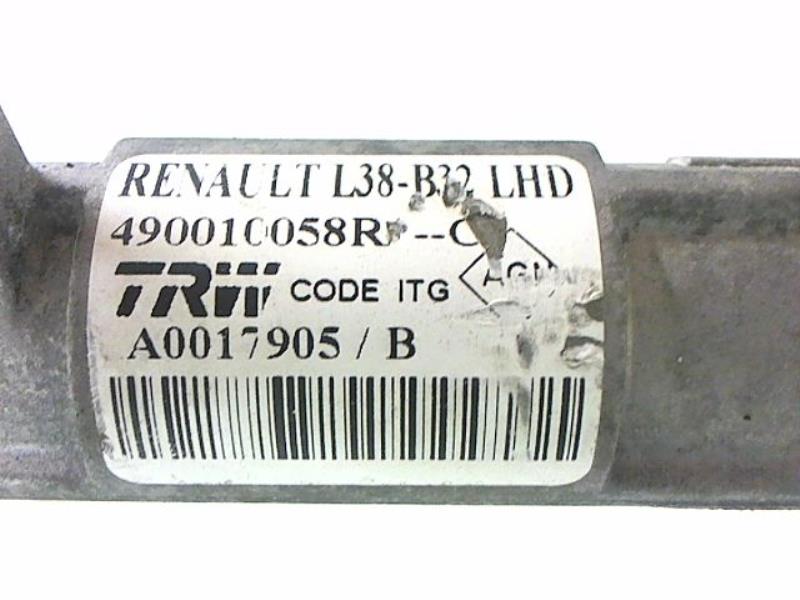 RENAULT L38-B32 LHD
490010058R
TRW CODE ITG
A0017905 / B